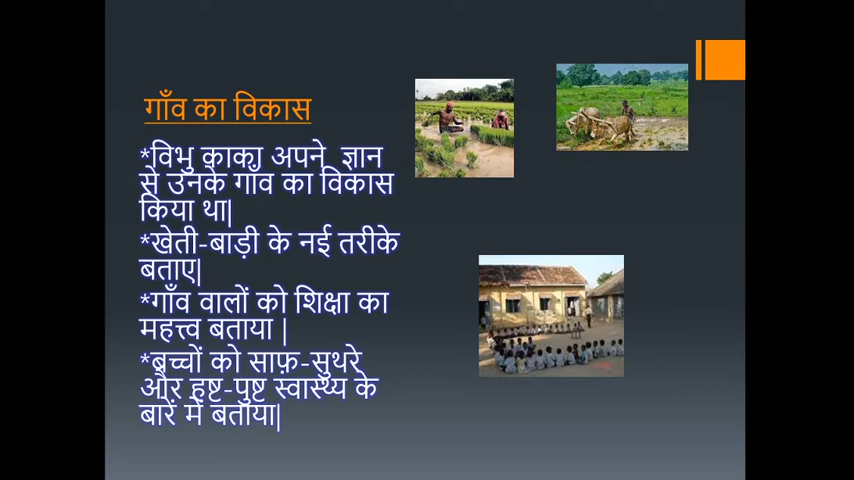 गाँव का विकास
*विभु काका अपने ज्ञान
से उनके गाँव का विकास
किया था|
*खेती-बाड़ी के नई तरीके
बताए|
*गाँव वालों को शिक्षा का
महत्त्व बताया |
*बच्चों को साफ़-सुथरे
और हृष्ट-पुष्ट स्वास्थ्य के
बारें में बताया|